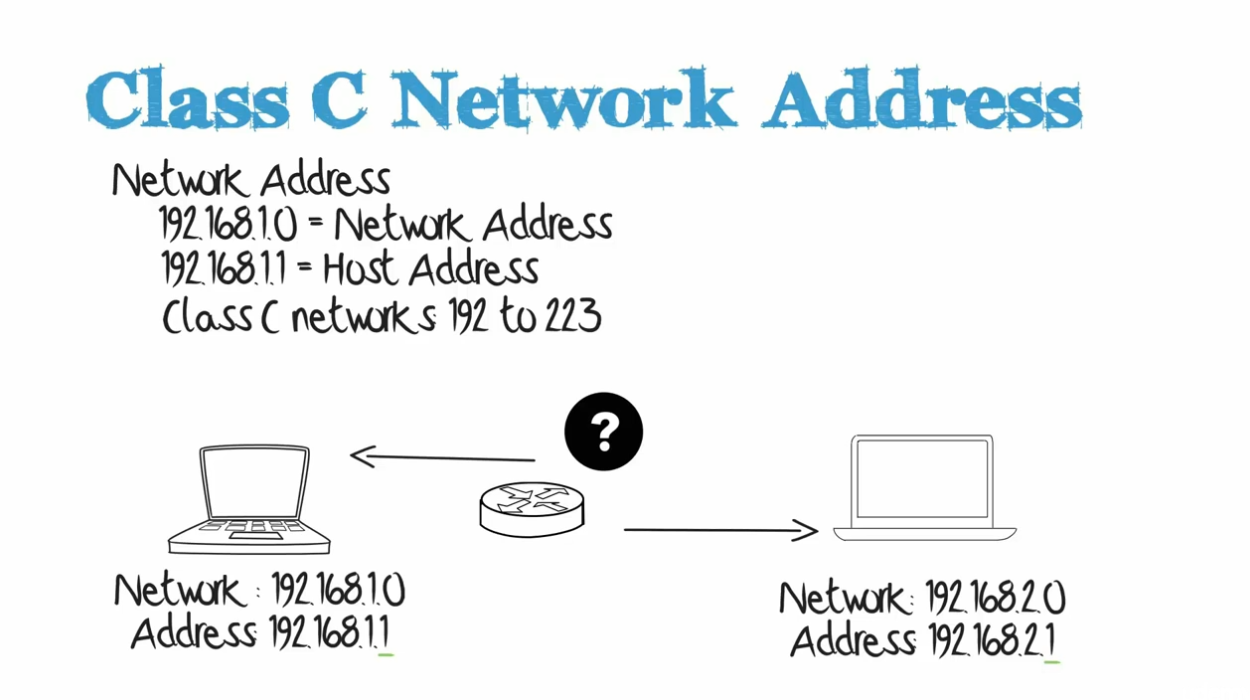 Class C Network Address
Network Address
192.168.1.0 = Network Address
192.168.1.1 = Host Address
Class C networks: 192 to 223
?
Network : 192.168.1.0
Address: 192.168.1.1
Network: 192.168.2.0
Address: 192.168.2.1